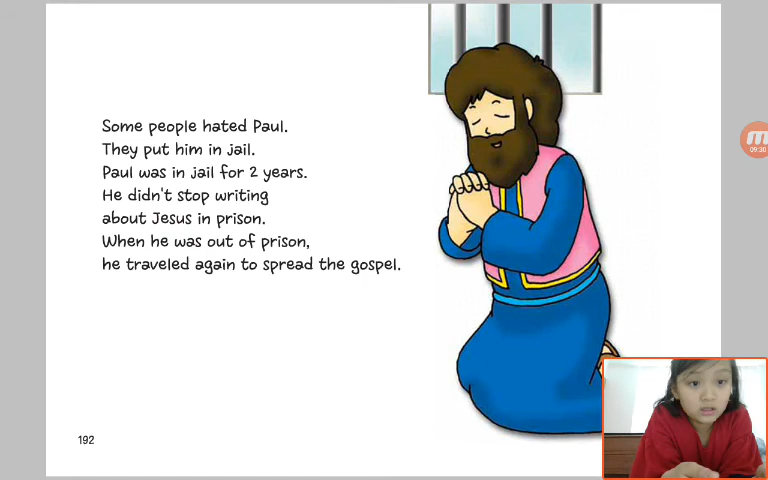 Some people hated Paul.
They put him in jail.
Paul was in jail for 2 years.
He didn't stop writing
about Jesus in prison.
When he was out of prison,
he traveled again to spread the gospel.
192
09:30